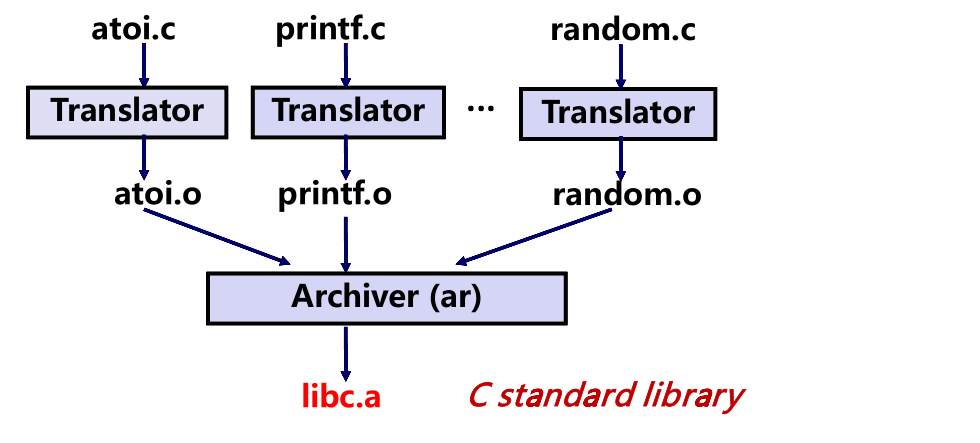 atoi.c printf.c random.c
Translator Translator ... Translator
atoi.o printf.o random.o
Archiver (ar)
libc.a C standard library